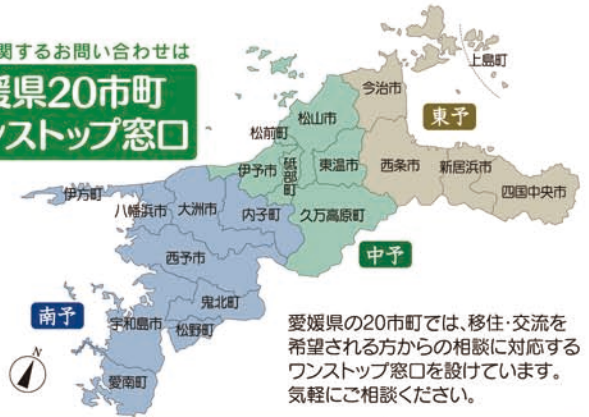 関するお問い合わせは
媛県20市町
ンストップ窓口
上島町
今治市
東予
松山市
松前町
伊予市
砥部町
東温市
西条市
新居浜市
四国中央市
伊方町
八幡浜市
大洲市
内子町
久万高原町
西予市
中予
南予
鬼北町
宇和島市
松野町
愛南町
N
愛媛県の20市町では、移住・交流を
希望される方からの相談に対応する
ワンストップ窓口を設けています。
気軽にご相談ください。